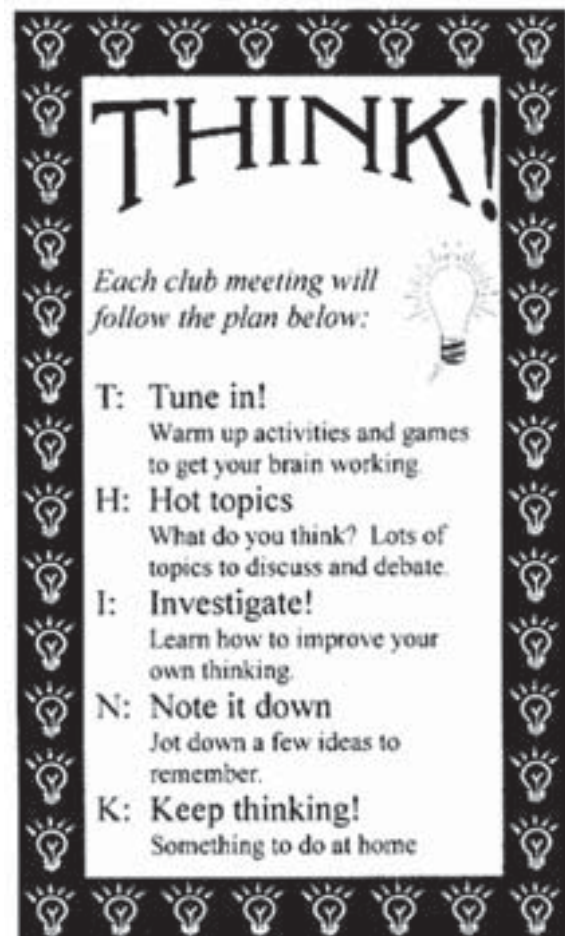 THINK!
Each club meeting will
follow the plan below:
T: Tune in!
Warm up activities and games
to get your brain working.
H: Hot topics
What do you think? Lots of
topics to discuss and debate.
I: Investigate!
Learn how to improve your
own thinking.
N: Note it down
Jot down a few ideas to
remember.
K: Keep thinking!
Something to do at home